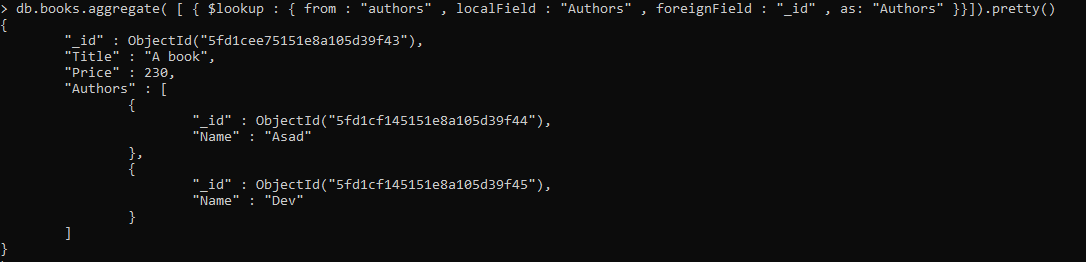 > db.books.aggregate( [ { $lookup : { from : "authors" , localField : "Authors" , foreignField : "_id" , as: "Authors" }}]).pretty()
{
        "_id" : ObjectId("5fd1cee75151e8a105d39f43"),
        "Title" : "A book",
        "Price" : 230,
        "Authors" : [
                {
                        "_id" : ObjectId("5fd1cf145151e8a105d39f44"),
                        "Name" : "Asad"
                },
                {
                        "_id" : ObjectId("5fd1cf145151e8a105d39f45"),
                        "Name" : "Dev"
                }
        ]
}